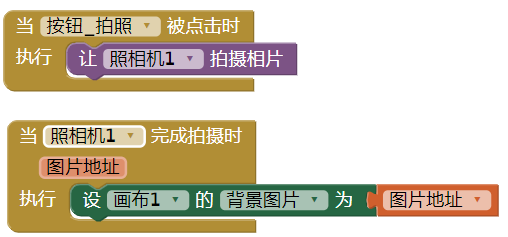 当 按钮_拍照 被点击时
执行 让 照相机1 拍摄相片
当 照相机1 完成拍摄时
图片地址
执行 设 画布1 的 背景图片 为 图片地址